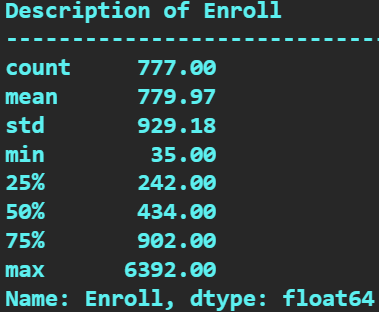 Description of Enroll
-----------------------------
count     777.00
mean      779.97
std       929.18
min        35.00
25%       242.00
50%       434.00
75%       902.00
max      6392.00
Name: Enroll, dtype: float64